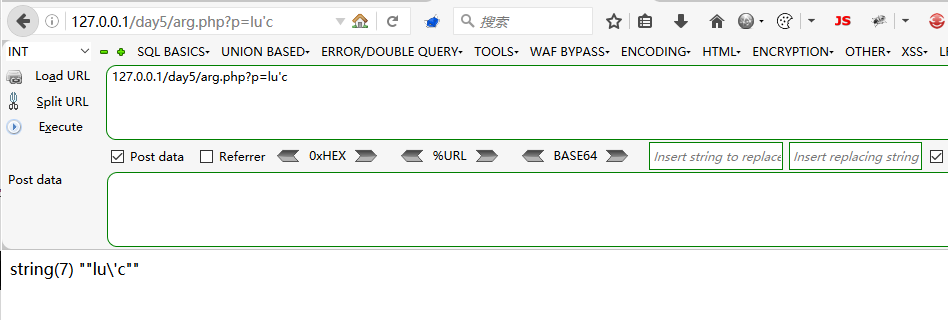 127.0.0.1/day5/arg.php?p=lu'c
搜索
JS
INT
SQL BASICS
UNION BASED
ERROR/DOUBLE QUERY
TOOLS
WAF BYPASS
ENCODING
HTML
ENCRYPTION
OTHER
XSS
Load URL
127.0.0.1/day5/arg.php?p=lu'c
Split URL
Execute
Post data
Referrer
0xHEX
%URL
BASE64
Insert string to replace
Insert replacing string
Post data
string(7) ""lu\'c""